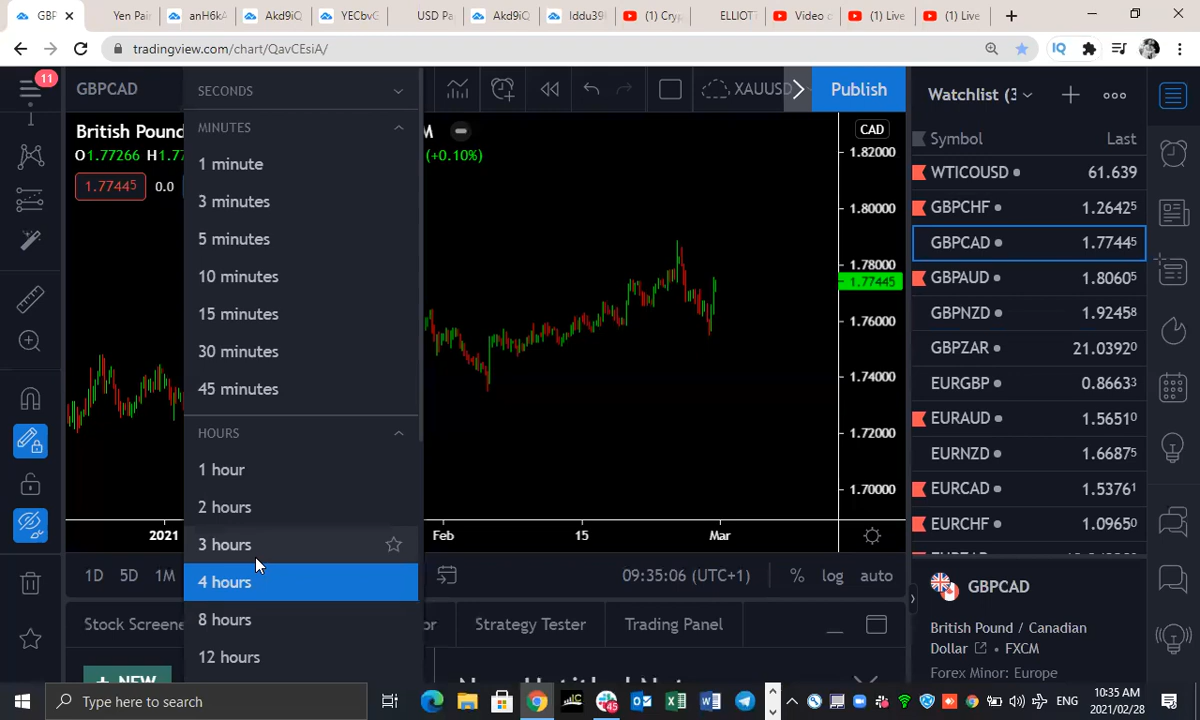 GBP
Yen Pair
anH6kA
Akd9iQ
YECbvG
USD Pa
Akd9iQ
Iddu39
(1) Cryp
ELLIOTT
Video c
(1) Live
(1) Live
tradingview.com/chart/QavCEsiA/
11
GBPCAD
SECONDS
XAUUSD
Publish
Watchlist (3
British Pound
M
CAD
O1.77266 H1.77
(+0.10%)
1.77445
0.0
MINUTES
1 minute
3 minutes
5 minutes
10 minutes
15 minutes
30 minutes
45 minutes
HOURS
1 hour
2 hours
3 hours
4 hours
8 hours
12 hours
1.82000
1.80000
1.78000
1.77445
1.76000
1.74000
1.72000
1.70000
2021
Feb
15
Mar
1D
5D
1M
09:35:06 (UTC+1)
%
log
auto
Stock Screene
or
Strategy Tester
Trading Panel
NEW
Symbol
Last
WTICOUSD
61.639
GBPCHF
1.26425
GBPCAD
1.77445
GBPAUD
1.80605
GBPNZD
1.92458
GBPZAR
21.03920
EURGBP
0.86633
EURAUD
1.56510
EURNZD
1.66875
EURCAD
1.53761
EURCHF
1.09650
GBPCAD
British Pound / Canadian
Dollar • FXCM
Forex Minor: Europe
Type here to search
45
ENG
10:35 AM
2021/02/28